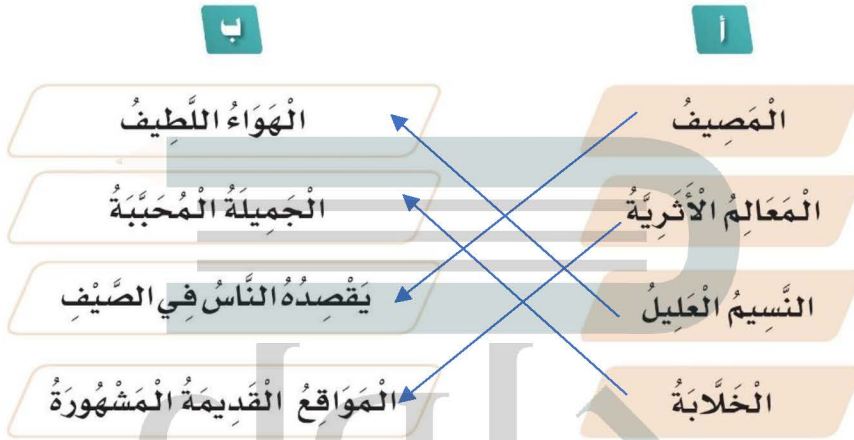 أ
ب
الْمَصِيفُ
الْهَوَاءُ اللَّطِيفُ
الْمَعَالِمُ الْأَثَرِيَّةُ
الْجَمِيلَةُ الْمُحَبَّبَةُ
النَّسِيمُ الْعَلِيلُ
يَقْصِدُهُ النَّاسُ فِي الصَّيْفِ
الْخَلَّابَةُ
الْمَوَاقِعُ الْقَدِيمَةُ الْمَشْهُورَةُ